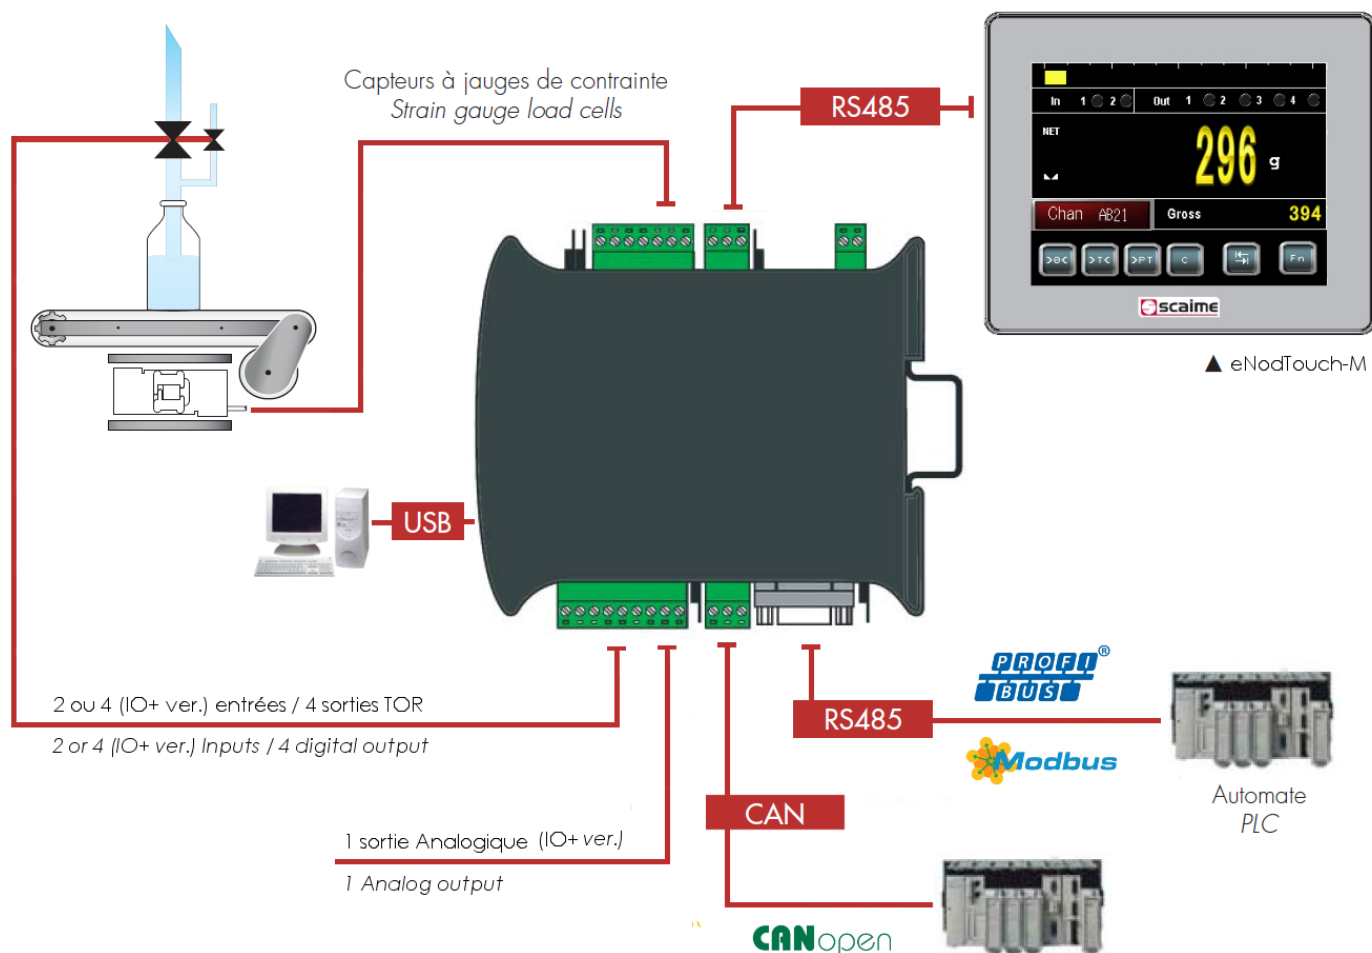 Capteurs à jauges de contrainte
Strain gauge load cells
RS485
In 1 2 Out 1 2 3 4
NET
296 g
Chan AB21 Gross 394
>0< >T< >PT C Fn
scaime
▲ eNodTouch-M
USB
2 ou 4 (IO+ ver.) entrées / 4 sorties TOR
2 or 4 (IO+ ver.) Inputs / 4 digital output
PROFI
BUS®
RS485
Modbus
Automate
PLC
CAN
1 sortie Analogique (IO+ ver.)
1 Analog output
CANopen